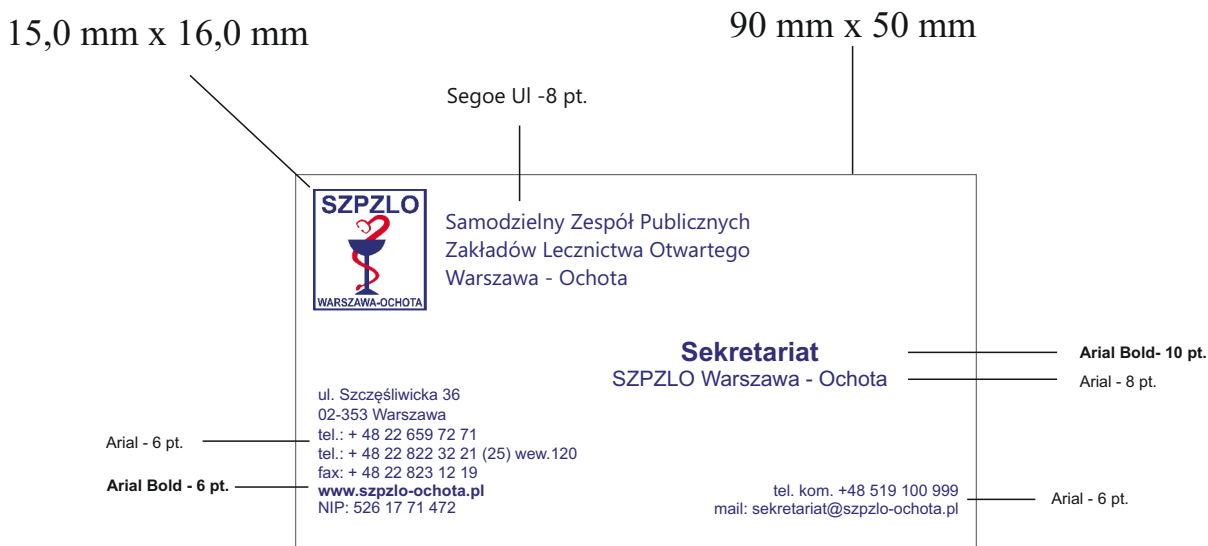 15,0 mm x 16,0 mm
90 mm x 50 mm
Segoe UI -8 pt.
SZPZLO
WARSZAWA-OCHOTA
Samodzielny Zespół Publicznych
Zakładów Lecznictwa Otwartego
Warszawa - Ochota
Sekretariat
Arial Bold- 10 pt.
SZPZLO Warszawa - Ochota
Arial - 8 pt.
ul. Szczęśliwicka 36
02-353 Warszawa
tel.: + 48 22 659 72 71
Arial - 6 pt.
tel.: + 48 22 822 32 21 (25) wew.120
fax: + 48 22 823 12 19
Arial Bold - 6 pt.
www.szpzlo-ochota.pl
NIP: 526 17 71 472
tel. kom. +48 519 100 999
mail: sekretariat@szpzlo-ochota.pl
Arial - 6 pt.